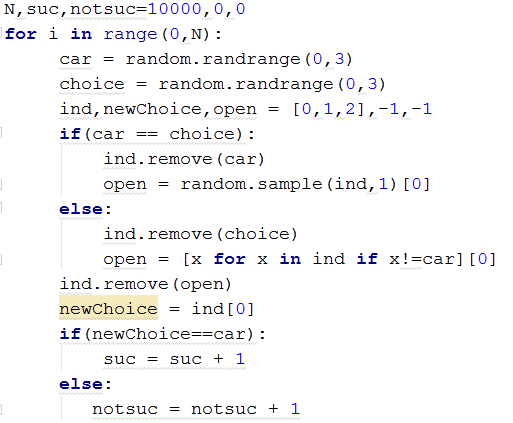 N,suc,notsuc=10000,0,0
for i in range(0,N):
car = random.randrange(0,3)
choice = random.randrange(0,3)
ind,newChoice,open = [0,1,2],-1,-1
if(car == choice):
ind.remove(car)
open = random.sample(ind,1)[0]
else:
ind.remove(choice)
open = [x for x in ind if x!=car][0]
ind.remove(open)
newChoice = ind[0]
if(newChoice==car):
suc = suc + 1
else:
notsuc = notsuc + 1